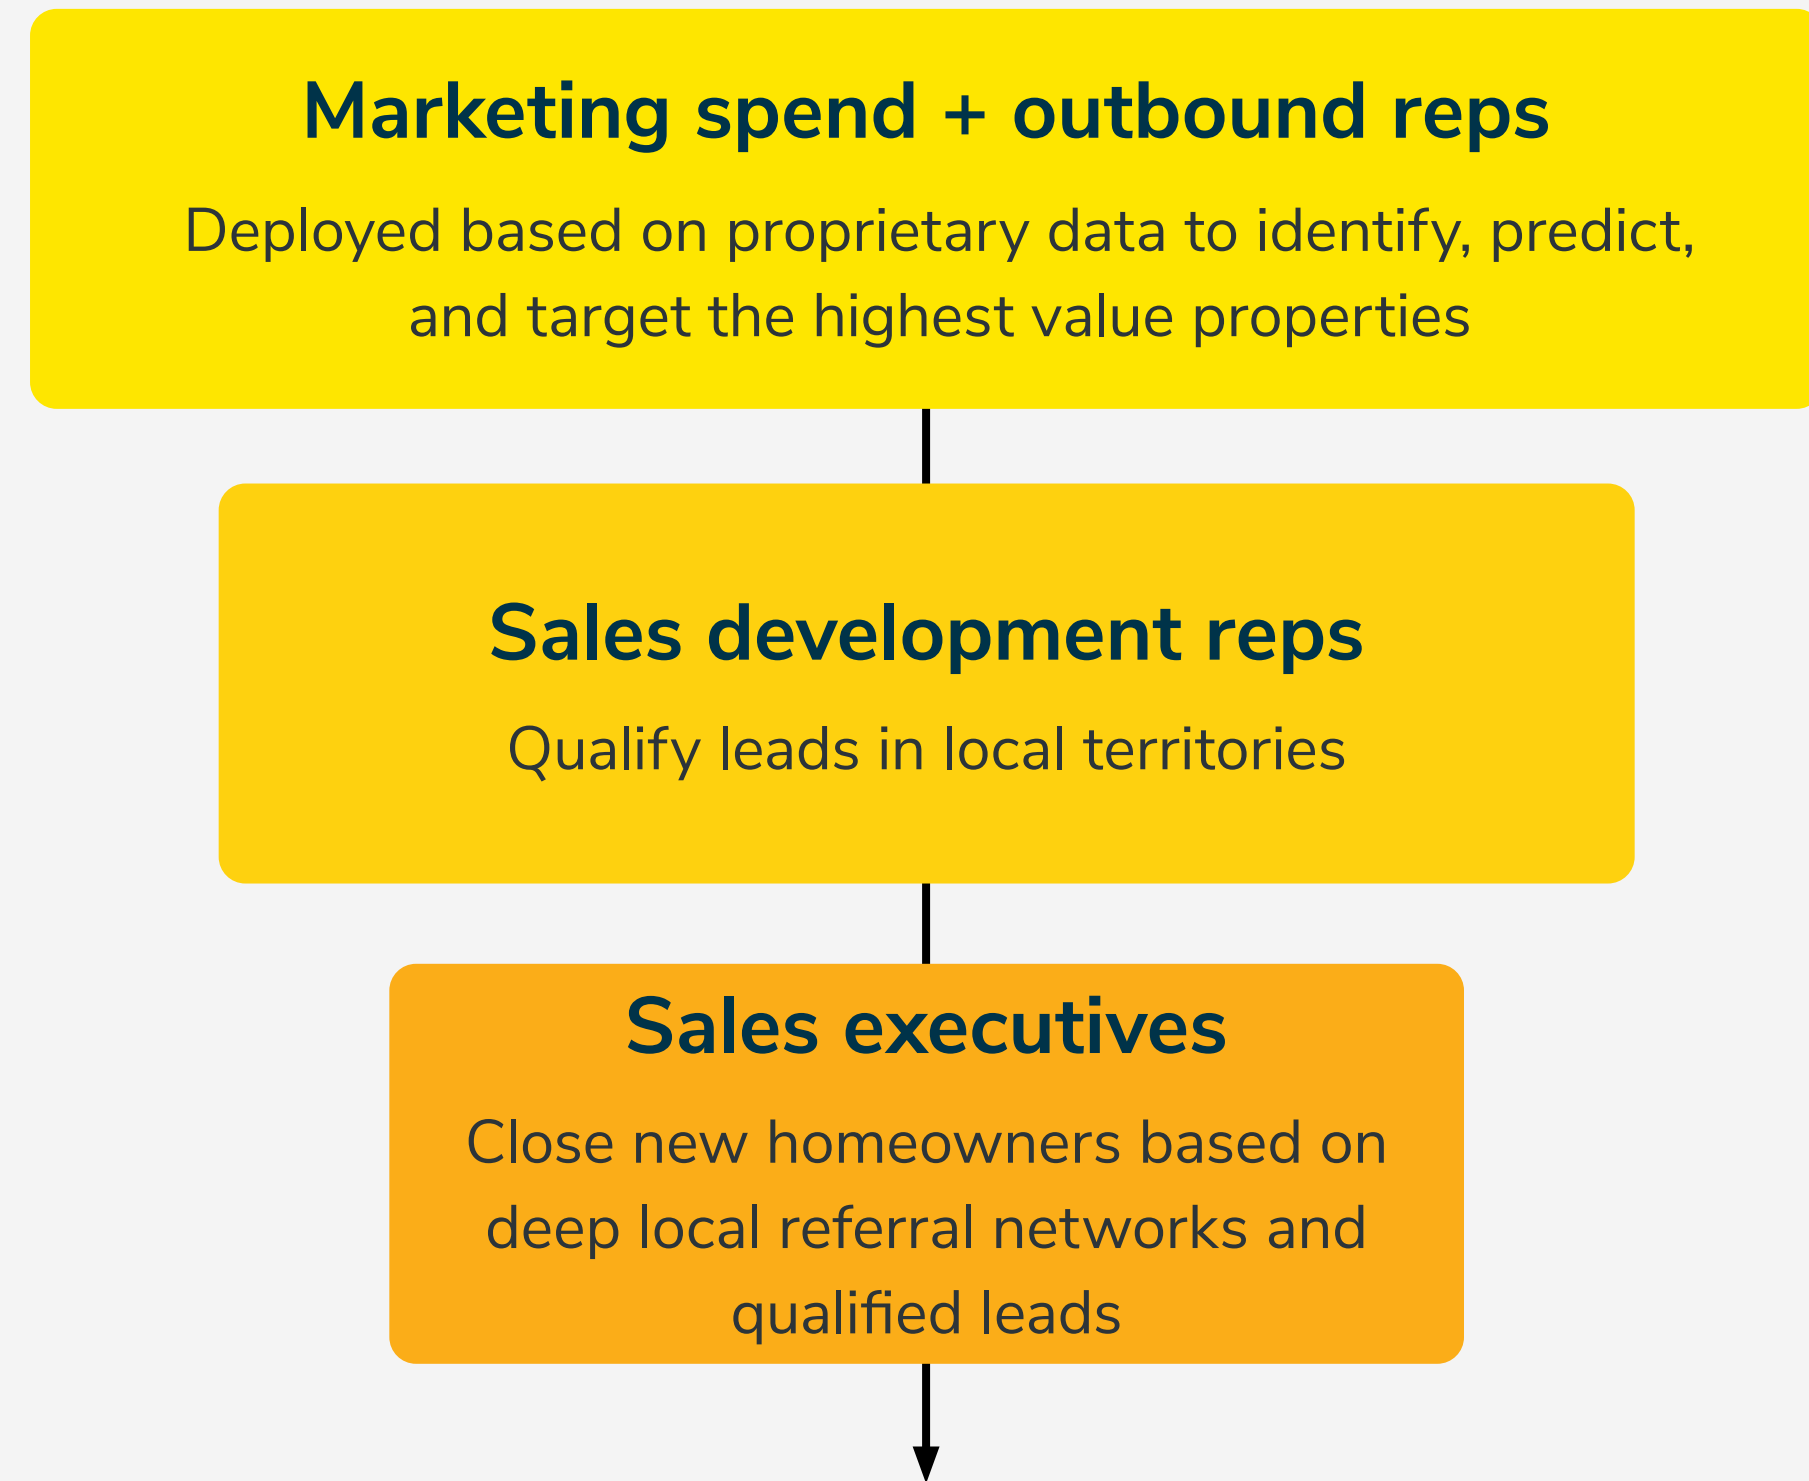 Marketing spend + outbound reps
Deployed based on proprietary data to identify, predict,
and target the highest value properties
Sales development reps
Qualify leads in local territories
Sales executives
Close new homeowners based on
deep local referral networks and
qualified leads